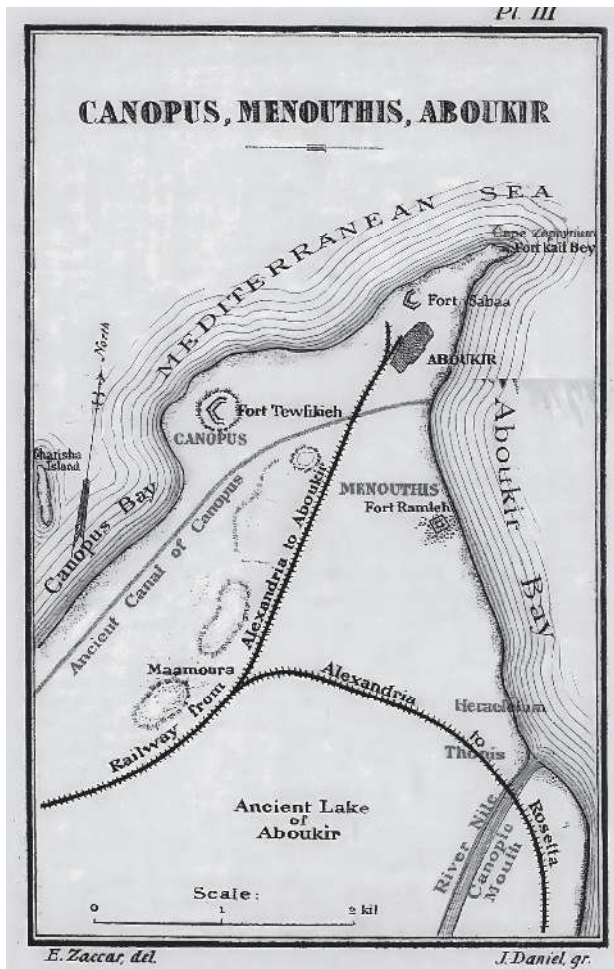 Pl. III
CANOPUS, MENOUTHIS, ABOUKIR
MEDITERRANEAN SEA
Cape Zephyrium
Fort Kaït Bey
Fort Sabaa
ABOUKIR
North
Fort Tewfikieh
CANOPUS
Island
Canopus Bay
Aboukir Bay
MENOUTHIS
Fort Ramleh
Ancient Canal of Canopus
Maamoura
Railway from Alexandria to Aboukir
Alexandria to Rosetta
Heracleium
Thonis
River Nile
Canopic
Mouth
Ancient Lake
of
Aboukir
Scale:
0 1 2 kil
E. Zaccar, del. J. Daniel, gr.